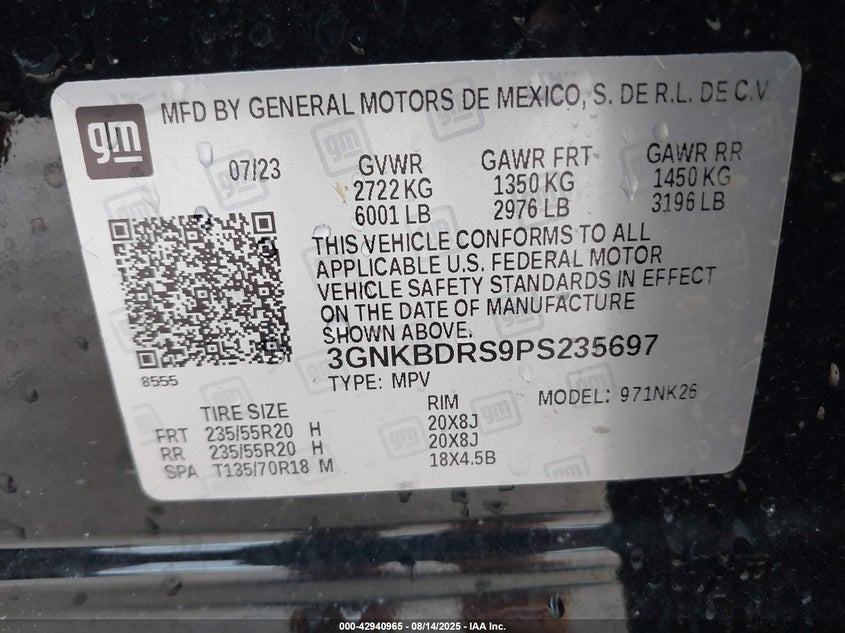 gm
MFD BY GENERAL MOTORS DE MEXICO, S. DE R.L. DE C.V
07/23
GVWR
2722 KG
6001 LB
GAWR FRT
1350 KG
2976 LB
GAWR RR
1450 KG
3196 LB
THIS VEHICLE CONFORMS TO ALL
APPLICABLE U.S. FEDERAL MOTOR
VEHICLE SAFETY STANDARDS IN EFFECT
ON THE DATE OF MANUFACTURE
SHOWN ABOVE.
3GNKBDRS9PS235697
TYPE: MPV
MODEL: 971NK26
8555
TIRE SIZE
RIM
FRT 235/55R20 H 20X8J
RR 235/55R20 H 20X8J
SPA T135/70R18 M 18X4.5B
000-42940965 - 08/14/2025 - IAA Inc.